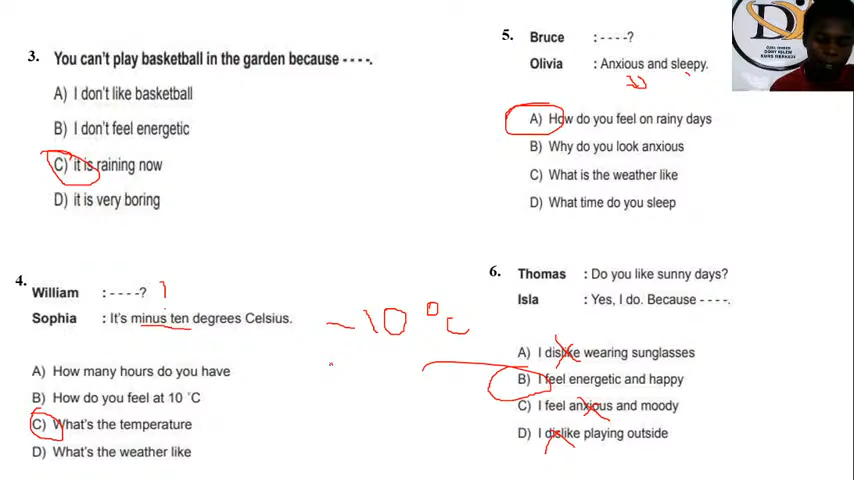 3. You can't play basketball in the garden because ----.
A) I don't like basketball
B) I don't feel energetic
C) it is raining now
D) it is very boring
4.
William : ----?
Sophia : It's minus ten degrees Celsius.
A) How many hours do you have
B) How do you feel at 10 °C
C) What's the temperature
D) What's the weather like
-10 °C
5. Bruce : ----?
Olivia : Anxious and sleepy.
A) How do you feel on rainy days
B) Why do you look anxious
C) What is the weather like
D) What time do you sleep
6. Thomas : Do you like sunny days?
Isla : Yes, I do. Because ----.
A) I dislike wearing sunglasses
B) I feel energetic and happy
C) I feel anxious and moody
D) I dislike playing outside